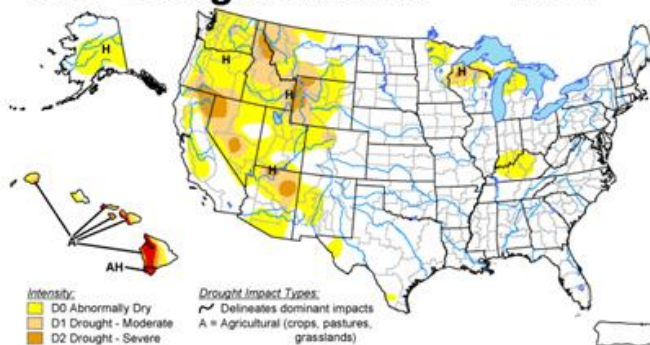 H
H
H
H
H
A
AH
Intensity:
D0 Abnormally Dry
D1 Drought - Moderate
D2 Drought - Severe
Drought Impact Types:
Delineates dominant impacts
A = Agricultural (crops, pastures,
grasslands)